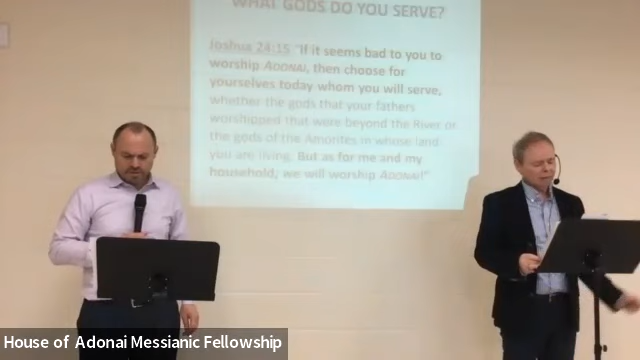 WHAT GODS DO YOU SERVE?
Joshua 24:15 "If it seems bad to you to
worship ADONAI, then choose for
yourselves today whom you will serve,
whether the gods that your fathers
worshipped that were beyond the River or
the gods of the Amorites in whose land
you are living. But as for me and my
household, we will worship ADONAI!"
House of Adonai Messianic Fellowship